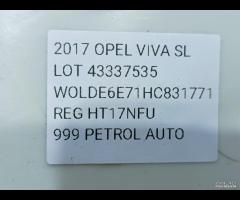 2017 OPEL VIVA SL
LOT 43337535
WOLDE6E71HC831771
REG HT17NFU
999 PETROL AUTO